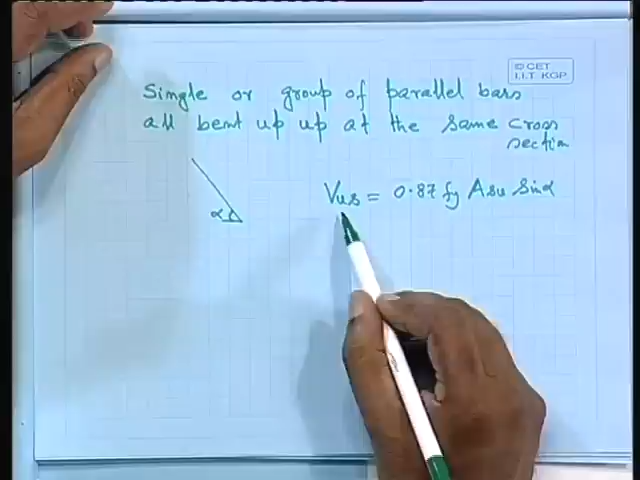 © CET
I.I.T. KGP
Single or group of parallel bars
all bent up up at the same cross
section
α
Vus = 0.87 fy Asu Sinα